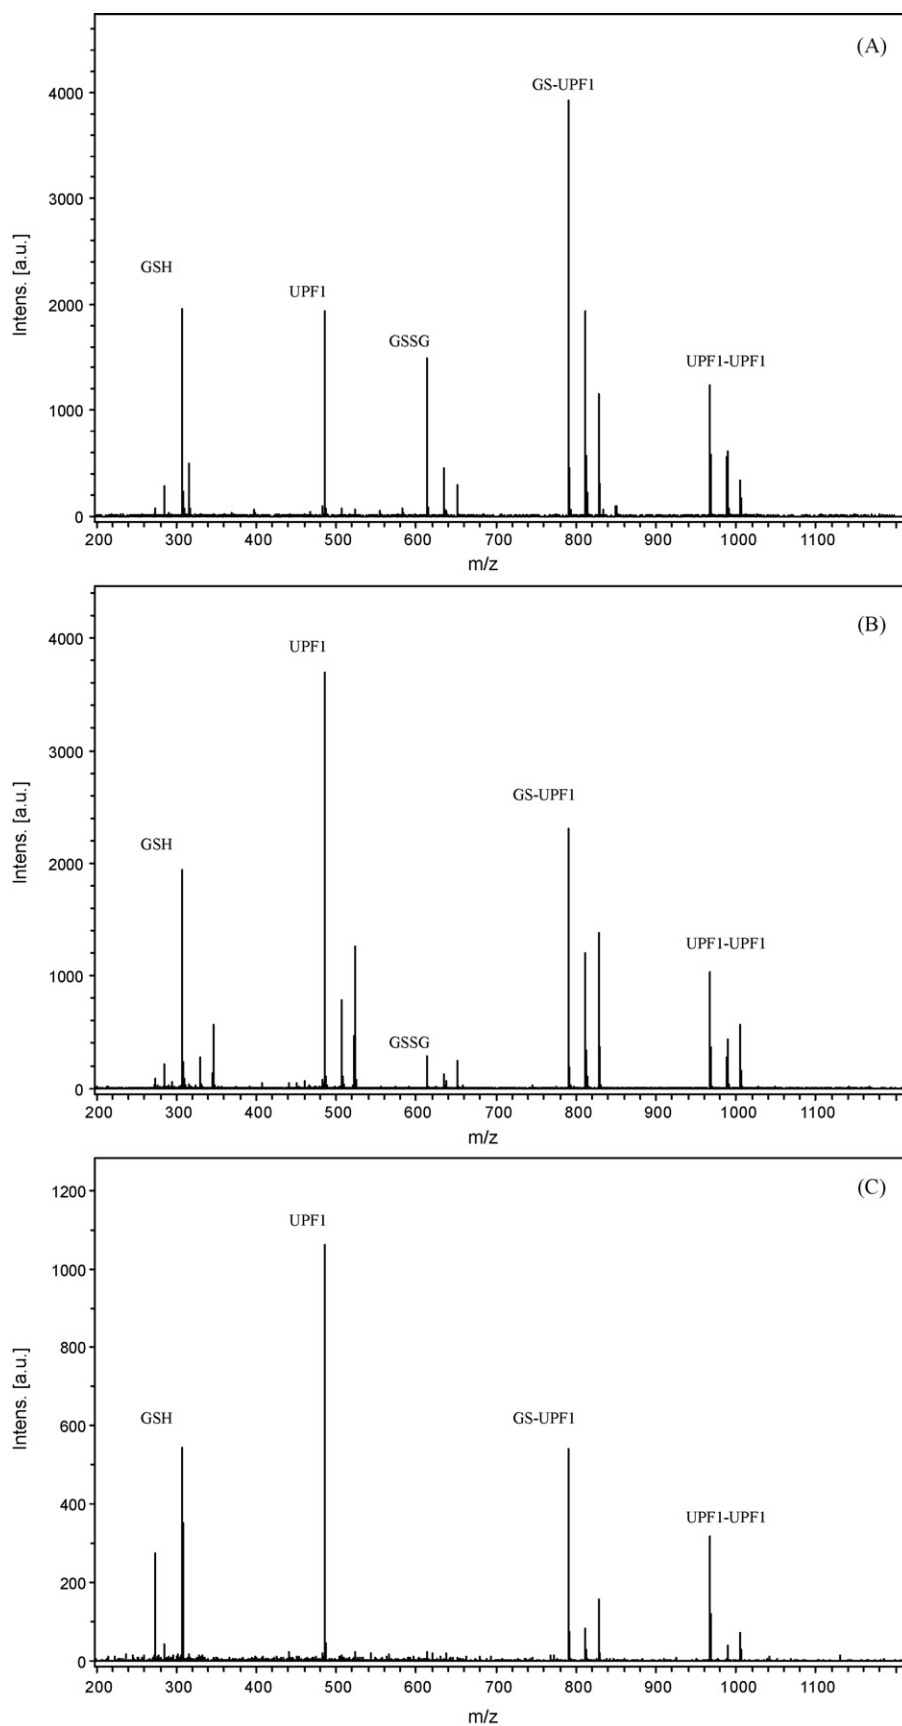 (A)
GS-UPF1
4000
3000
GSH
UPF1
Intens. [a.u.]
2000
GSSG
UPF1-UPF1
1000
0
200 300 400 500 600 700 800 900 1000 1100
m/z
(B)
4000
UPF1
3000
GS-UPF1
Intens. [a.u.]
GSH
2000
UPF1-UPF1
1000
GSSG
0
200 300 400 500 600 700 800 900 1000 1100
m/z
(C)
1200
UPF1
1000
800
Intens. [a.u.]
GSH
GS-UPF1
600
UPF1-UPF1
400
200
0
200 300 400 500 600 700 800 900 1000 1100
m/z